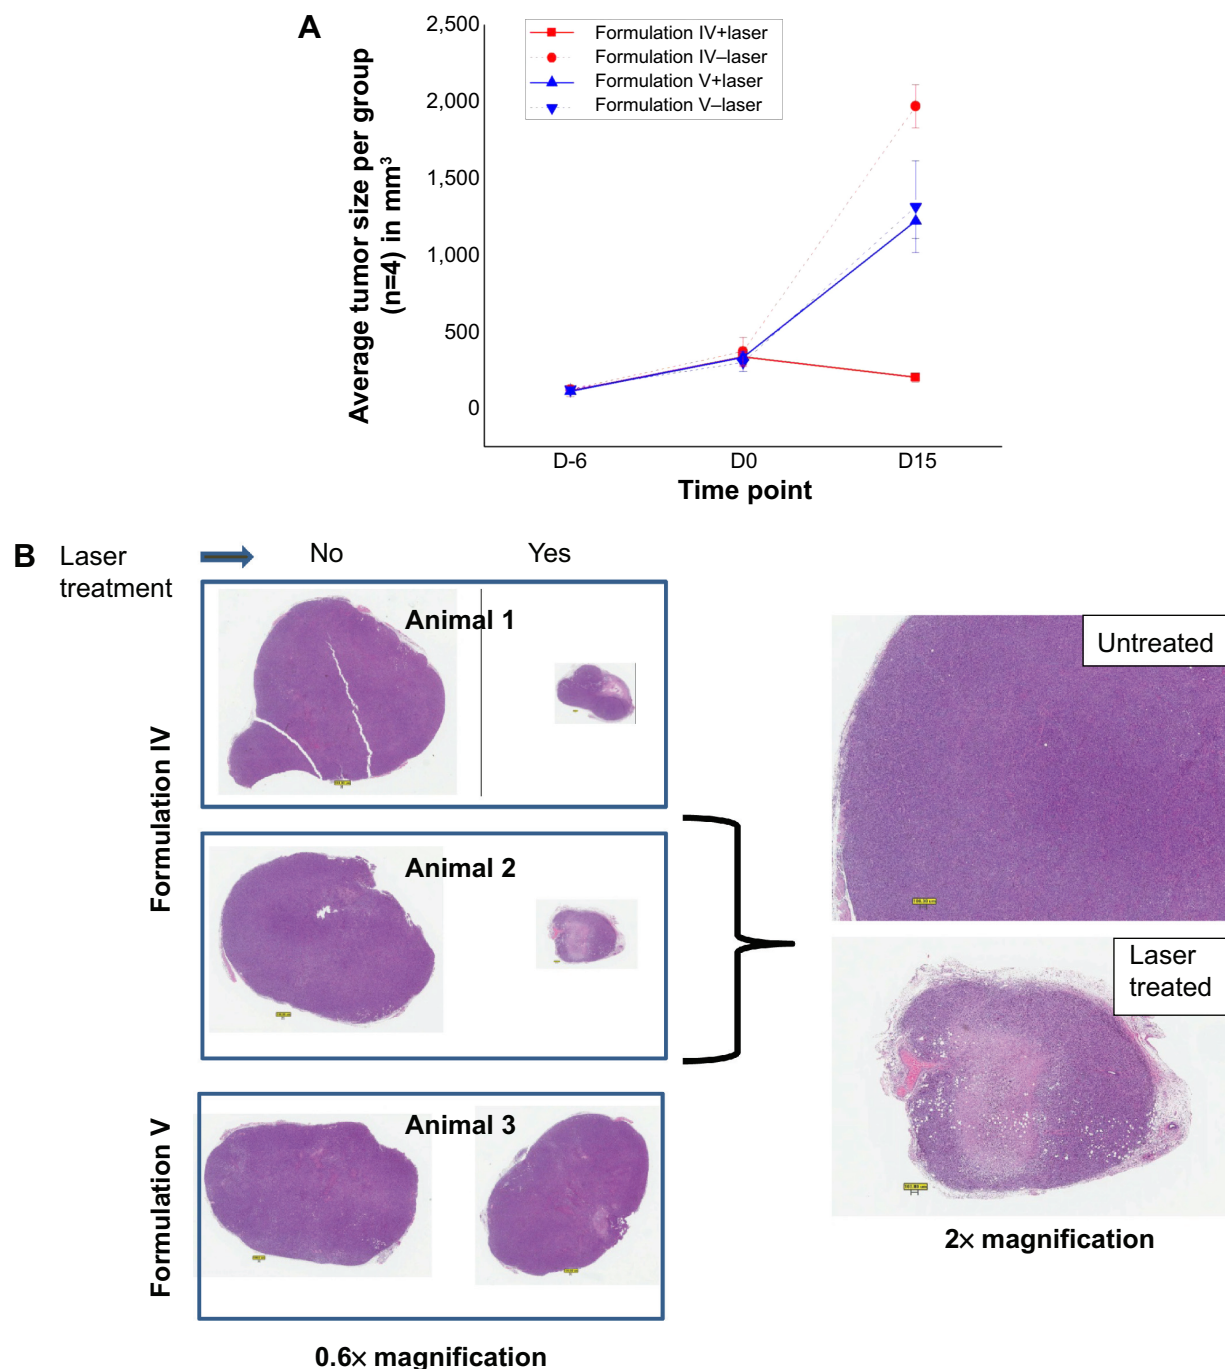 A
2,500
2,000
1,500
1,000
500
0
Average tumor size per group
(n=4) in mm³
Formulation IV+laser
Formulation IV–laser
Formulation V+laser
Formulation V–laser
D-6
D0
D15
Time point
B
Laser
treatment
No
Yes
Formulation IV
Animal 1
Animal 2
Formulation V
Animal 3
0.6× magnification
Untreated
Laser
treated
2× magnification